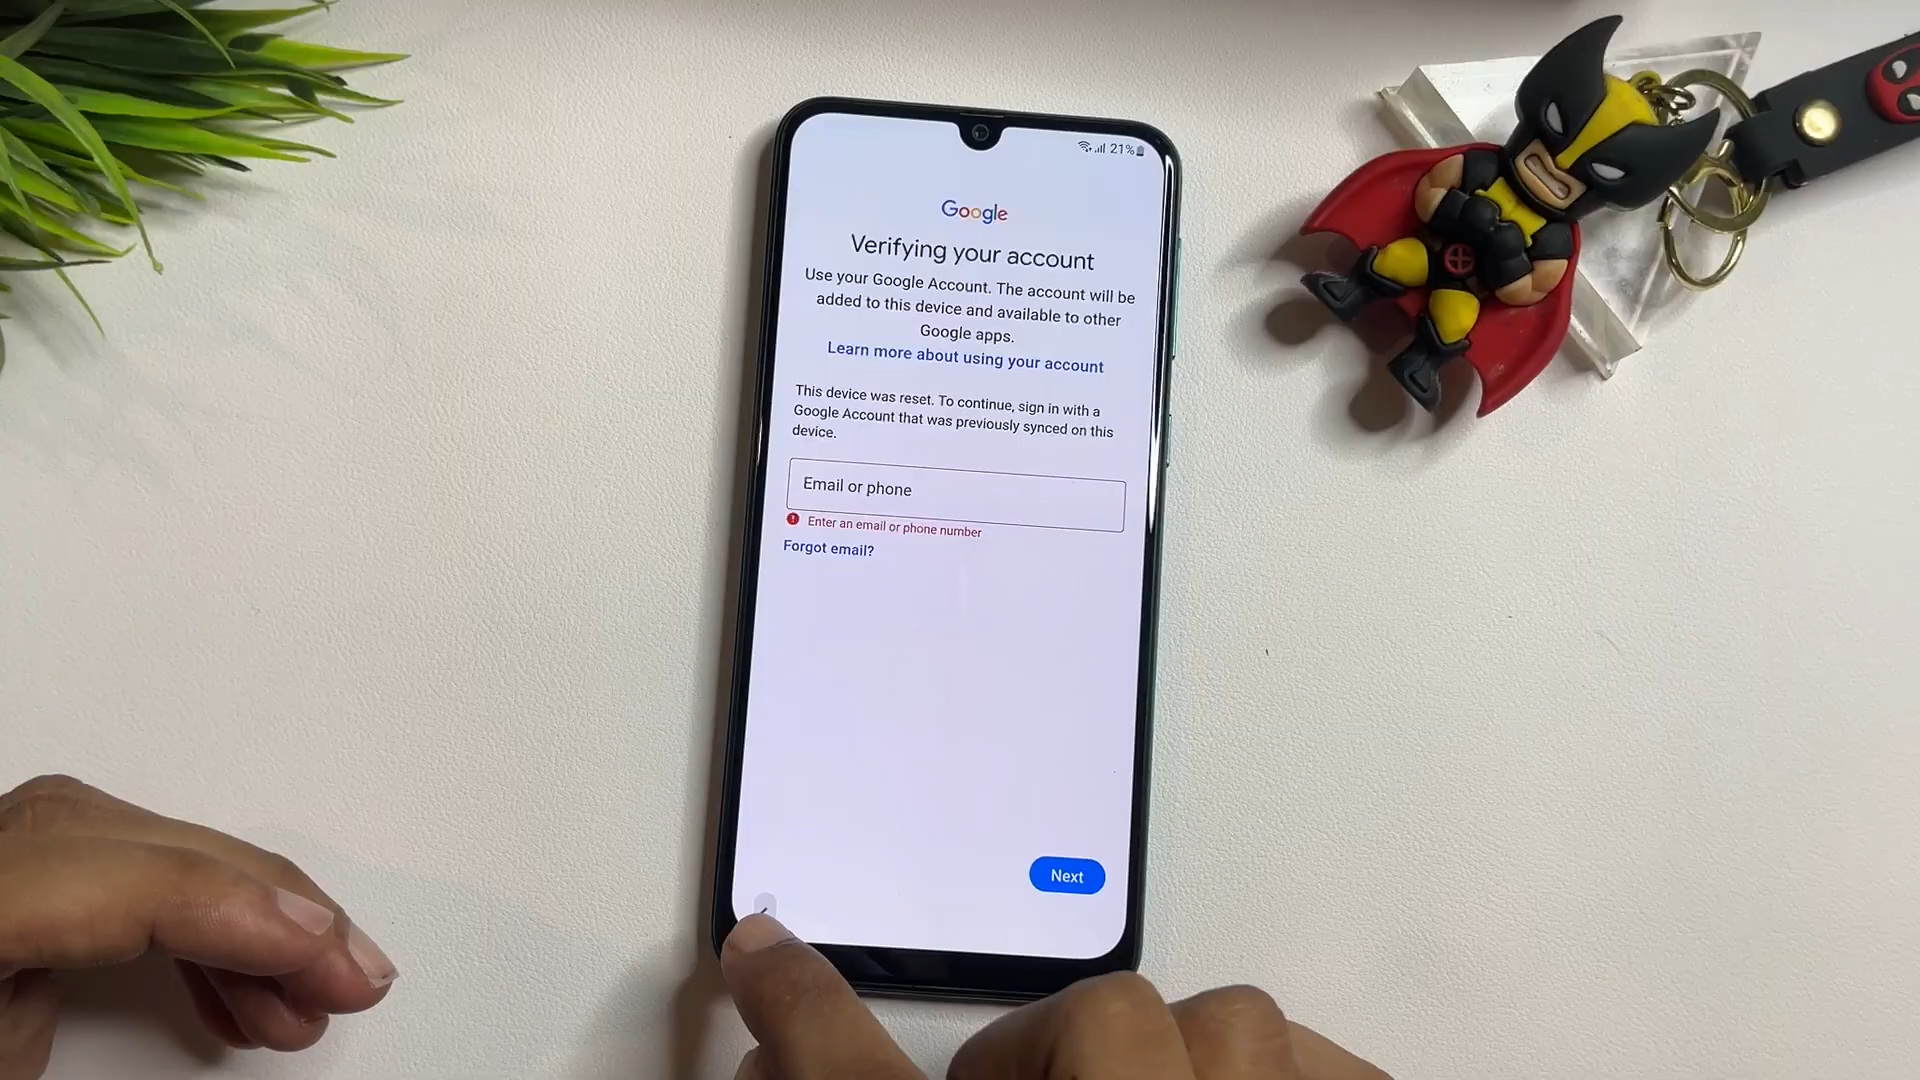 21%
Google
Verifying your account
Use your Google Account. The account will be
added to this device and available to other
Google apps.
Learn more about using your account
This device was reset. To continue, sign in with a
Google Account that was previously synced on this
device.
Email or phone
Enter an email or phone number
Forgot email?
Next